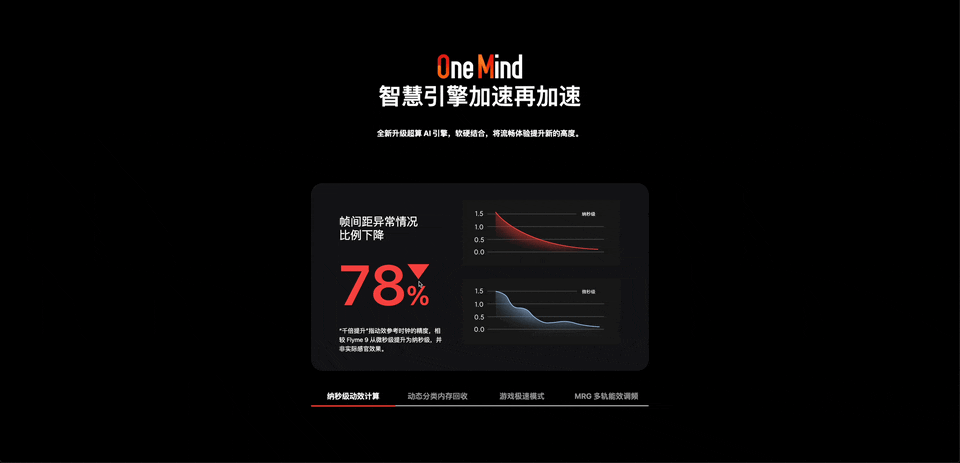 One Mind
智慧引擎加速再加速
全新升级超算 AI 引擎，软硬结合，将流畅体验提升新的高度。
帧间距异常情况
比例下降
78%
“千倍提升”指动效参考时钟的精度，相
较 Flyme 9 从微秒级提升为纳秒级，并
非实际感官效果。
1.5
纳秒级
1.0
0.5
0.0
1.5
微秒级
1.0
0.5
0.0
纳秒级动效计算
动态分类内存回收
游戏极速模式
MRG 多轨能效调频